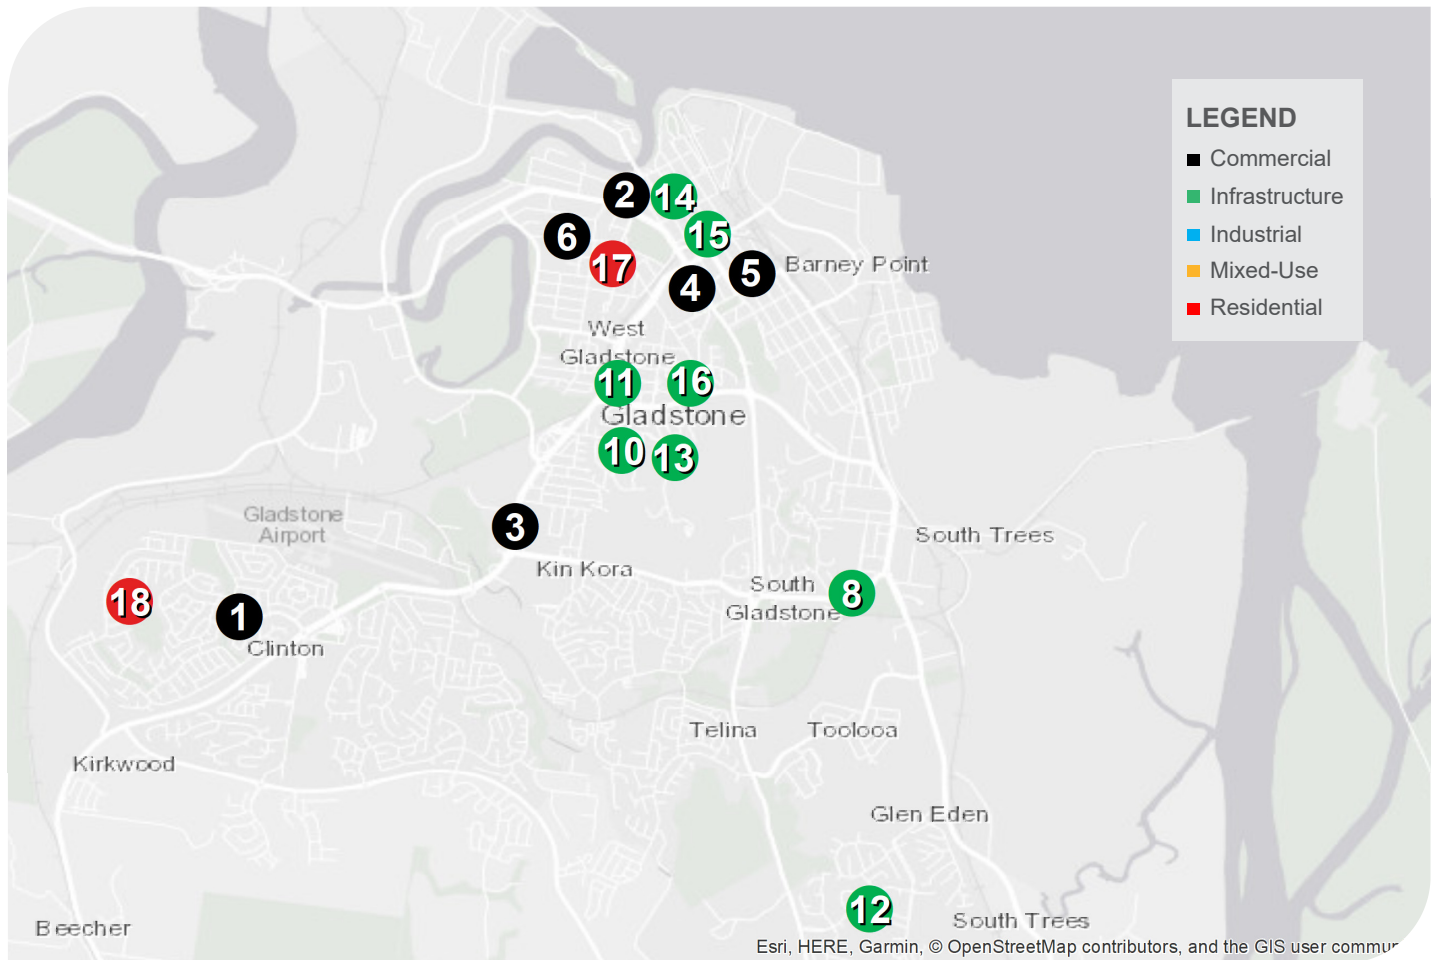 LEGEND
Commercial
Infrastructure
Industrial
Mixed-Use
Residential
2
14
15
6
17
4
5
Barney Point
West
Gladstone
11
16
Gladstone
10
13
Gladstone
Airport
3
South Trees
Kin Kora
South
Gladstone
8
18
1
Clinton
Telina
Toolooa
Kirkwood
Glen Eden
12
Beecher
South Trees
Esri, HERE, Garmin, © OpenStreetMap contributors, and the GIS user commun